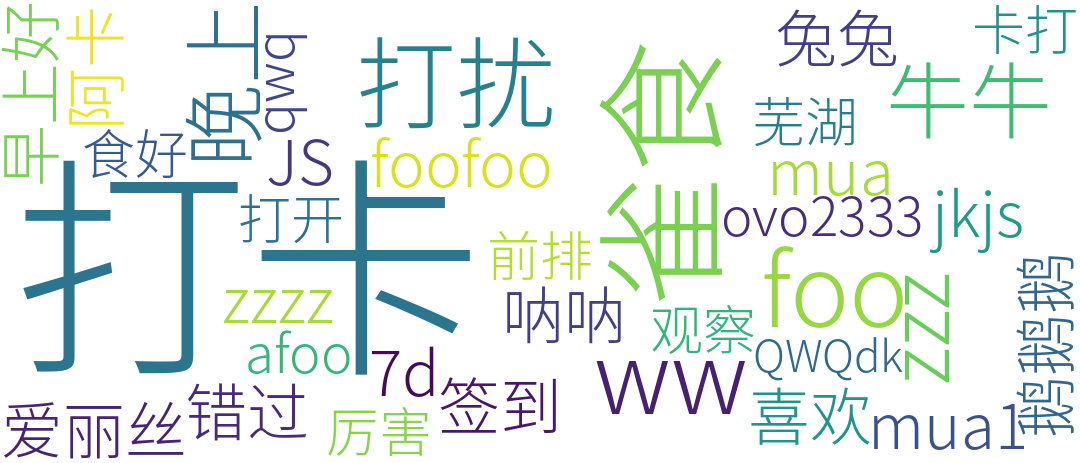 早上好
阿卡
晚上
qwq
打扰
雀食
兔兔
卡打
牛牛
芜湖
食好
JS
foofoo
mua
打卡
打开
ovo2333
jkjs
前排
foo
zzz
鹅鹅鹅
zzzz
呐呐
观察
afoo
7d
QWQdk
ww
爱丽丝
错过
厉害
签到
喜欢
mua1